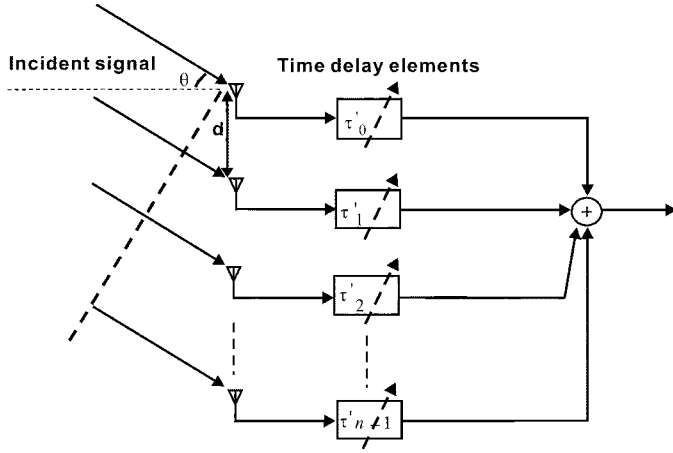 Incident signal
Time delay elements
θ
d
τ'0
τ'1
+
τ'2
τ'n-1